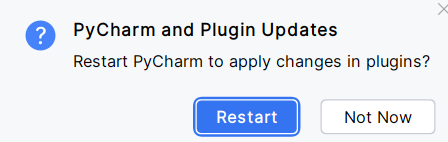 PyCharm and Plugin Updates
Restart PyCharm to apply changes in plugins?
Restart
Not Now